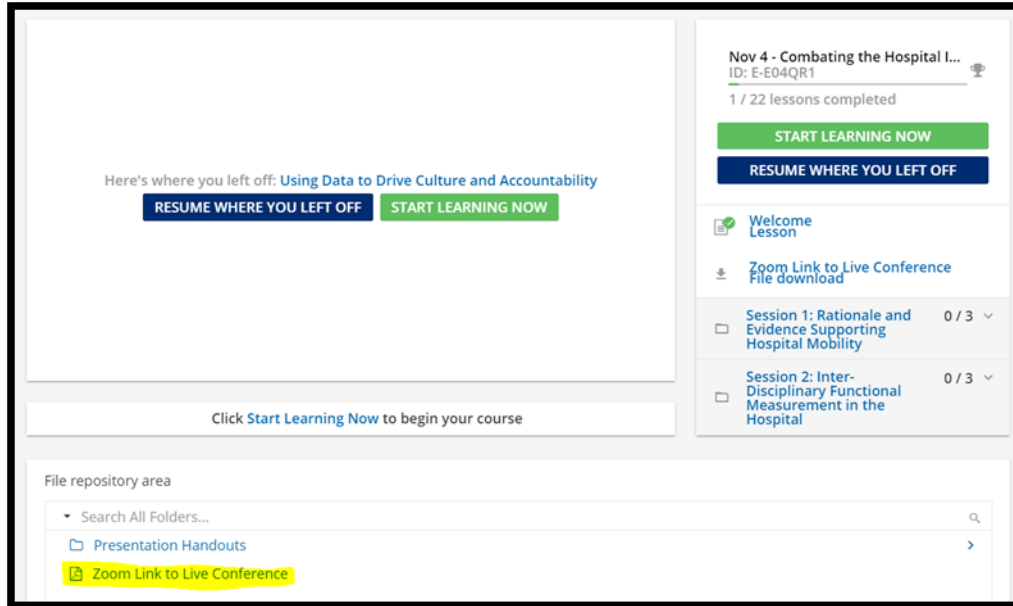 Here's where you left off: Using Data to Drive Culture and Accountability
RESUME WHERE YOU LEFT OFF START LEARNING NOW
Click Start Learning Now to begin your course
Nov 4 - Combating the Hospital I...
ID: E-E04QR1
1 / 22 lessons completed
START LEARNING NOW
RESUME WHERE YOU LEFT OFF
Welcome
Lesson
Zoom Link to Live Conference
File download
Session 1: Rationale and 0 / 3
Evidence Supporting
Hospital Mobility
Session 2: Inter- 0 / 3
Disciplinary Functional
Measurement in the
Hospital
File repository area
Search All Folders...
Presentation Handouts
Zoom Link to Live Conference